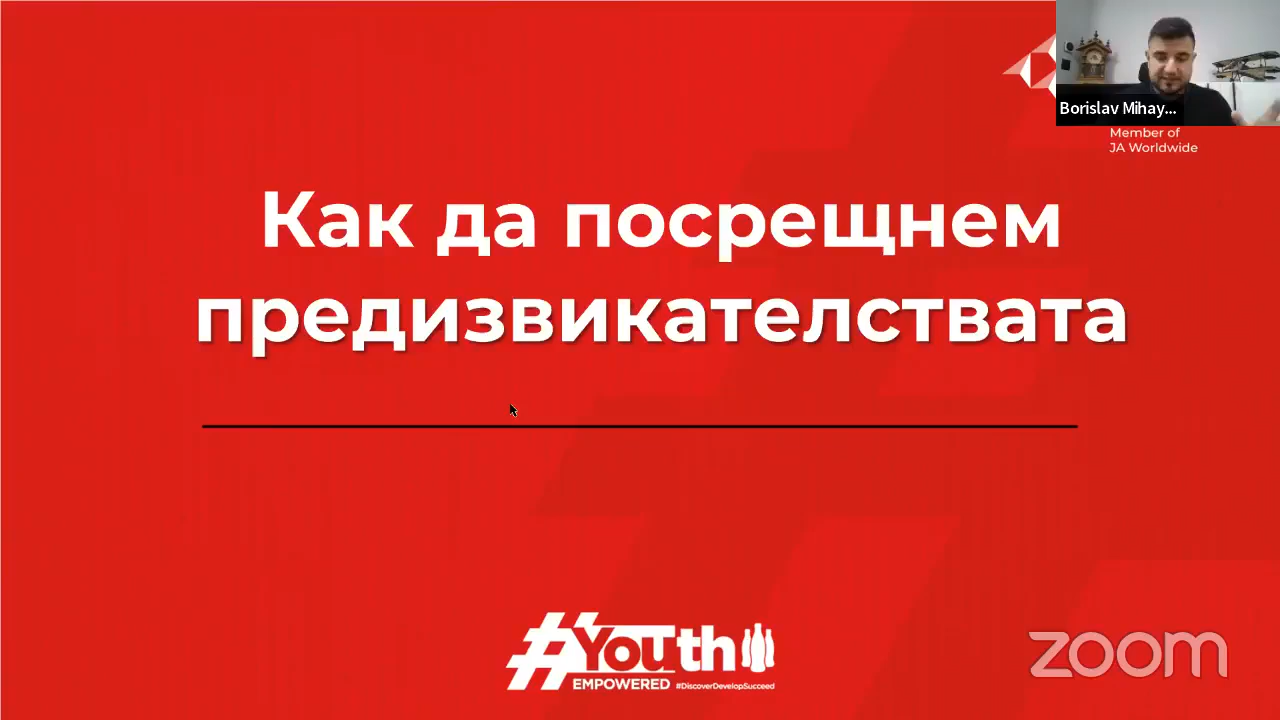 Borislav Mihay...
Member of
JA Worldwide
Как да посрещнем
предизвикателствата
#Youth
EMPOWERED #DiscoverDevelopSucceed
zoom